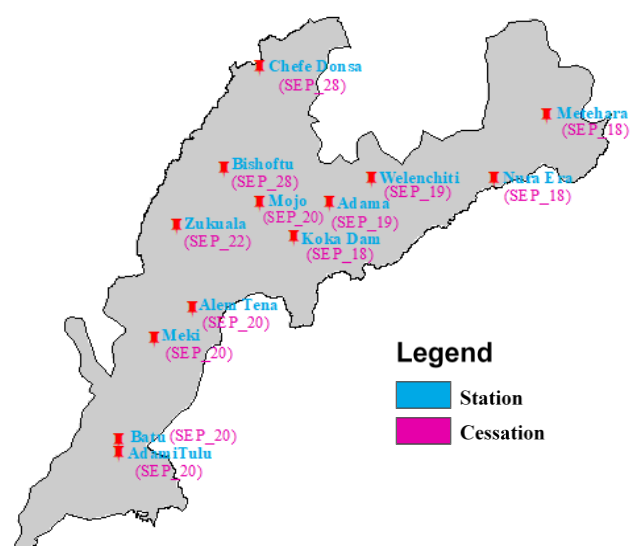 Chefe Donsa
(SEP_28)
Metehara
(SEP_18)
Bishoftu
(SEP_28)
Welenchiti
(SEP_19)
Nura Era
(SEP_18)
Mojo
(SEP_20)
Adama
(SEP_19)
Zukuala
(SEP_22)
Koka Dam
(SEP_18)
Alem Tena
(SEP_20)
Meki
(SEP_20)
Legend
Station
Cessation
Batu (SEP_20)
AdamiTulu
(SEP_20)